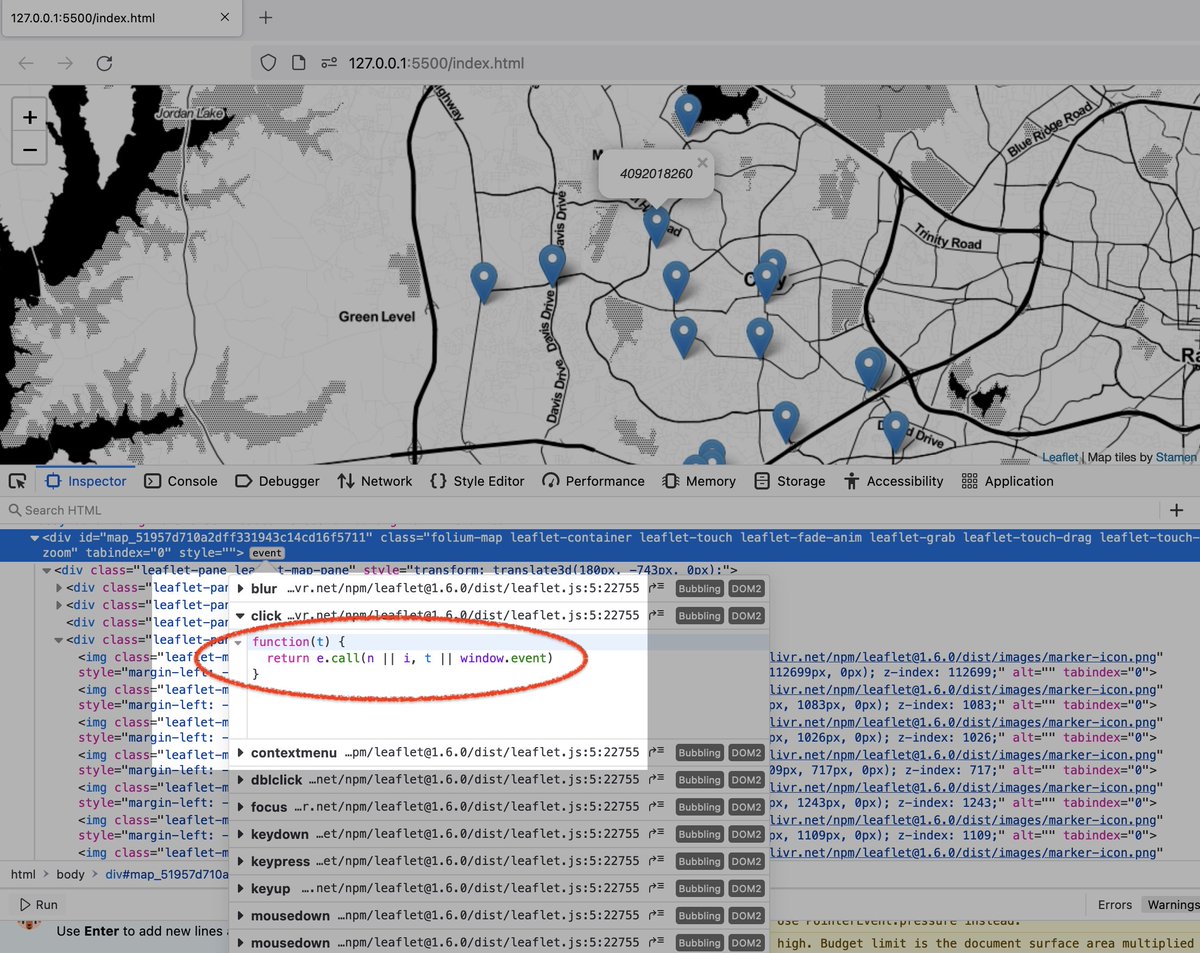 127.0.0.1:5500/index.html
127.0.0.1:5500/index.html
+
−
Jordan Lake
Blue Ridge Road
4092018260
Trinity Road
Davis Drive
Green Level
Davis Drive
Davis Drive
Leaflet | Map tiles by Stamen
Inspector Console Debugger Network Style Editor Performance Memory Storage Accessibility Application
Search HTML
<div id="map_51957d710a2dff331943c14cd16f5711" class="folium-map leaflet-container leaflet-touch leaflet-fade-anim leaflet-grab leaflet-touch-drag leaflet-touch-
zoom" tabindex="0" style=""> event
<div class="leaflet-pane leaflet-map-pane" style="transform: translate3d(180px, -743px, 0px);">
<div class="leaflet-pan
blur …vr.net/npm/leaflet@1.6.0/dist/leaflet.js:5:22755 Bubbling DOM2
<div class="leaflet-pan
click …vr.net/npm/leaflet@1.6.0/dist/leaflet.js:5:22755 Bubbling DOM2
<div class="leaflet-pan
<div class="leaflet-pan
function(t) {
return e.call(n || i, t || window.event)
}
<img class="leaflet-m livr.net/npm/leaflet@1.6.0/dist/images/marker-icon.png"
style="margin-left: - 112699px, 0px); z-index: 112699;" alt="" tabindex="0">
<img class="leaflet-m livr.net/npm/leaflet@1.6.0/dist/images/marker-icon.png"
style="margin-left: - px, 1083px, 0px); z-index: 1083;" alt="" tabindex="0">
<img class="leaflet-m livr.net/npm/leaflet@1.6.0/dist/images/marker-icon.png"
style="margin-left: - px, 1026px, 0px); z-index: 1026;" alt="" tabindex="0">
<img class="leaflet-m livr.net/npm/leaflet@1.6.0/dist/images/marker-icon.png"
contextmenu …pm/leaflet@1.6.0/dist/leaflet.js:5:22755 Bubbling DOM2
style="margin-left: - 09px, 717px, 0px); z-index: 717;" alt="" tabindex="0">
dblclick …net/npm/leaflet@1.6.0/dist/leaflet.js:5:22755 Bubbling DOM2
<img class="leaflet-m livr.net/npm/leaflet@1.6.0/dist/images/marker-icon.png"
style="margin-left: - px, 1243px, 0px); z-index: 1243;" alt="" tabindex="0">
focus …r.net/npm/leaflet@1.6.0/dist/leaflet.js:5:22755 Bubbling DOM2
<img class="leaflet-m livr.net/npm/leaflet@1.6.0/dist/images/marker-icon.png"
style="margin-left: - px, 1109px, 0px); z-index: 1109;" alt="" tabindex="0">
keydown …et/npm/leaflet@1.6.0/dist/leaflet.js:5:22755 Bubbling DOM2
<img class="leaflet-m livr.net/npm/leaflet@1.6.0/dist/images/marker-icon.png"
keypress …et/npm/leaflet@1.6.0/dist/leaflet.js:5:22755 Bubbling DOM2
html > body > div#map_51957d710a
keyup ….net/npm/leaflet@1.6.0/dist/leaflet.js:5:22755 Bubbling DOM2
Run
Errors Warnings
mousedown …npm/leaflet@1.6.0/dist/leaflet.js:5:22755 Bubbling DOM2
use PointerEvent.pressure instead.
Use Enter to add new lines
mousedown …npm/leaflet@1.6.0/dist/leaflet.js:5:22755 Bubbling DOM2
high. Budget limit is the document surface area multiplied